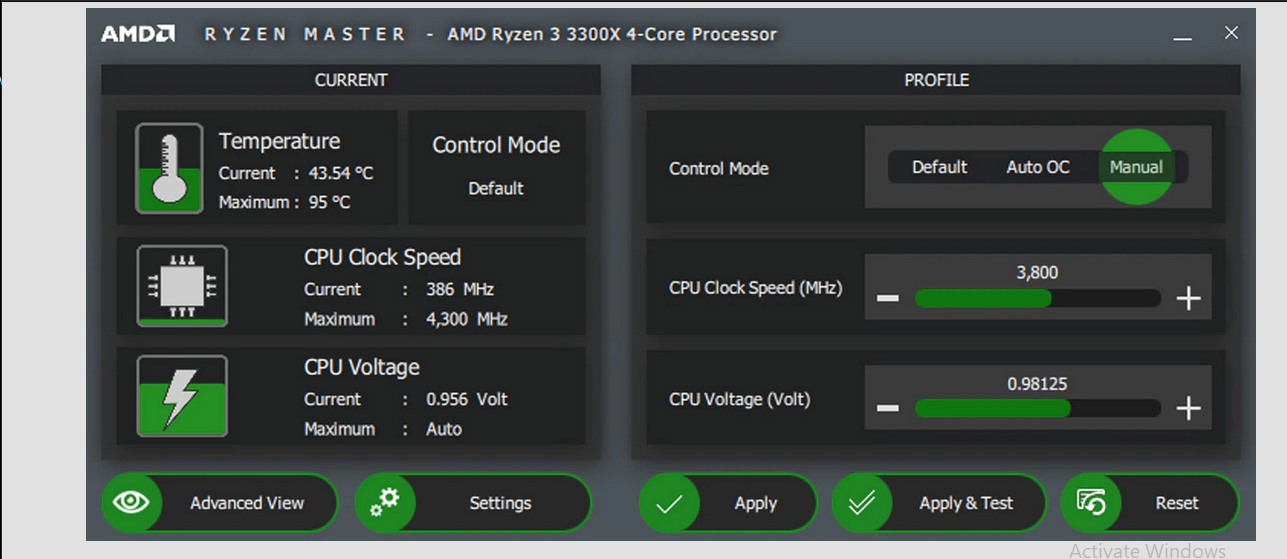 AMD RYZEN MASTER - AMD Ryzen 3 3300X 4-Core Processor
CURRENT
Temperature
Current : 43.54 °C
Maximum : 95 °C
Control Mode
Default
CPU Clock Speed
Current : 386 MHz
Maximum : 4,300 MHz
CPU Voltage
Current : 0.956 Volt
Maximum : Auto
PROFILE
Control Mode
Default Auto OC Manual
CPU Clock Speed (MHz)
3,800
CPU Voltage (Volt)
0.98125
Advanced View
Settings
Apply
Apply & Test
Reset
Activate Windows